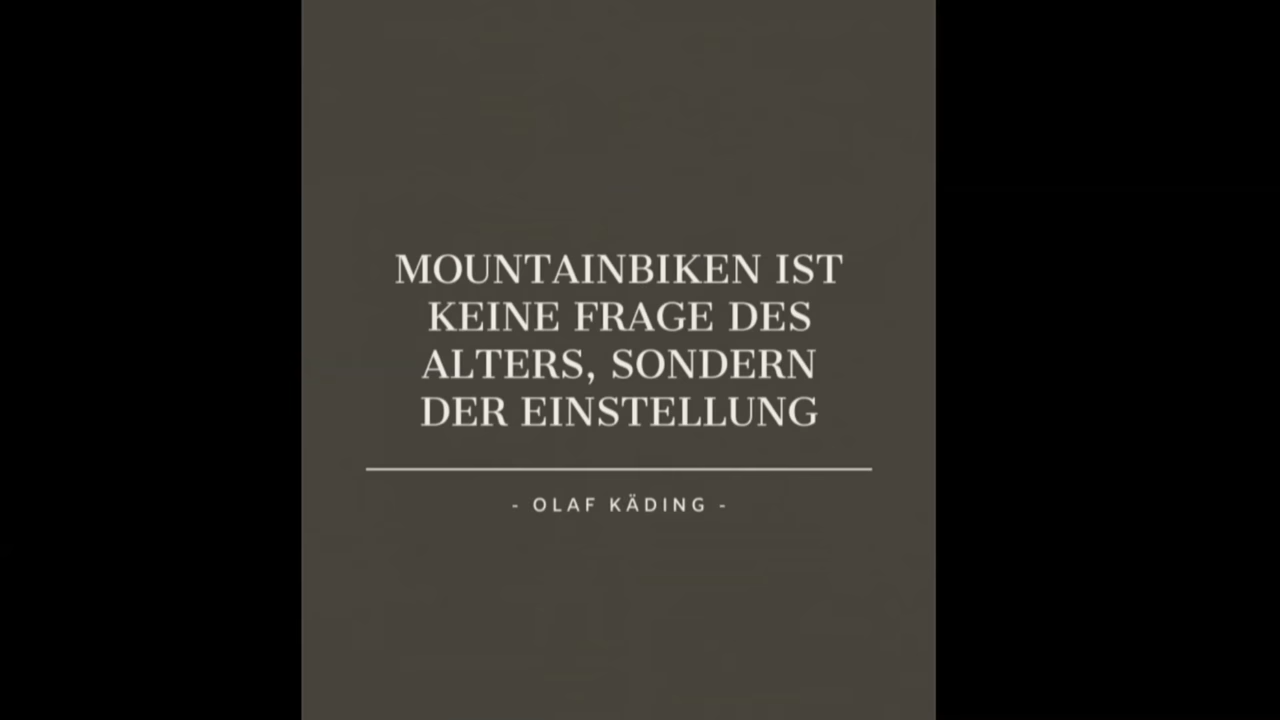 MOUNTAINBIKEN IST
KEINE FRAGE DES
ALTERS, SONDERN
DER EINSTELLUNG
- OLAF KÄDING -